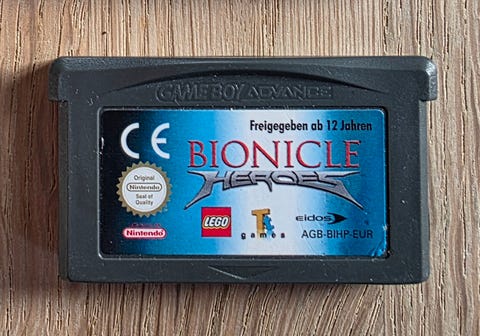 GAME BOY ADVANCE
CE
Freigegeben ab 12 Jahren
BIONICLE
HEROES
Original
Nintendo
Seal of
Quality
Nintendo
LEGO
Tt
games
eidos
AGB-BIHP-EUR